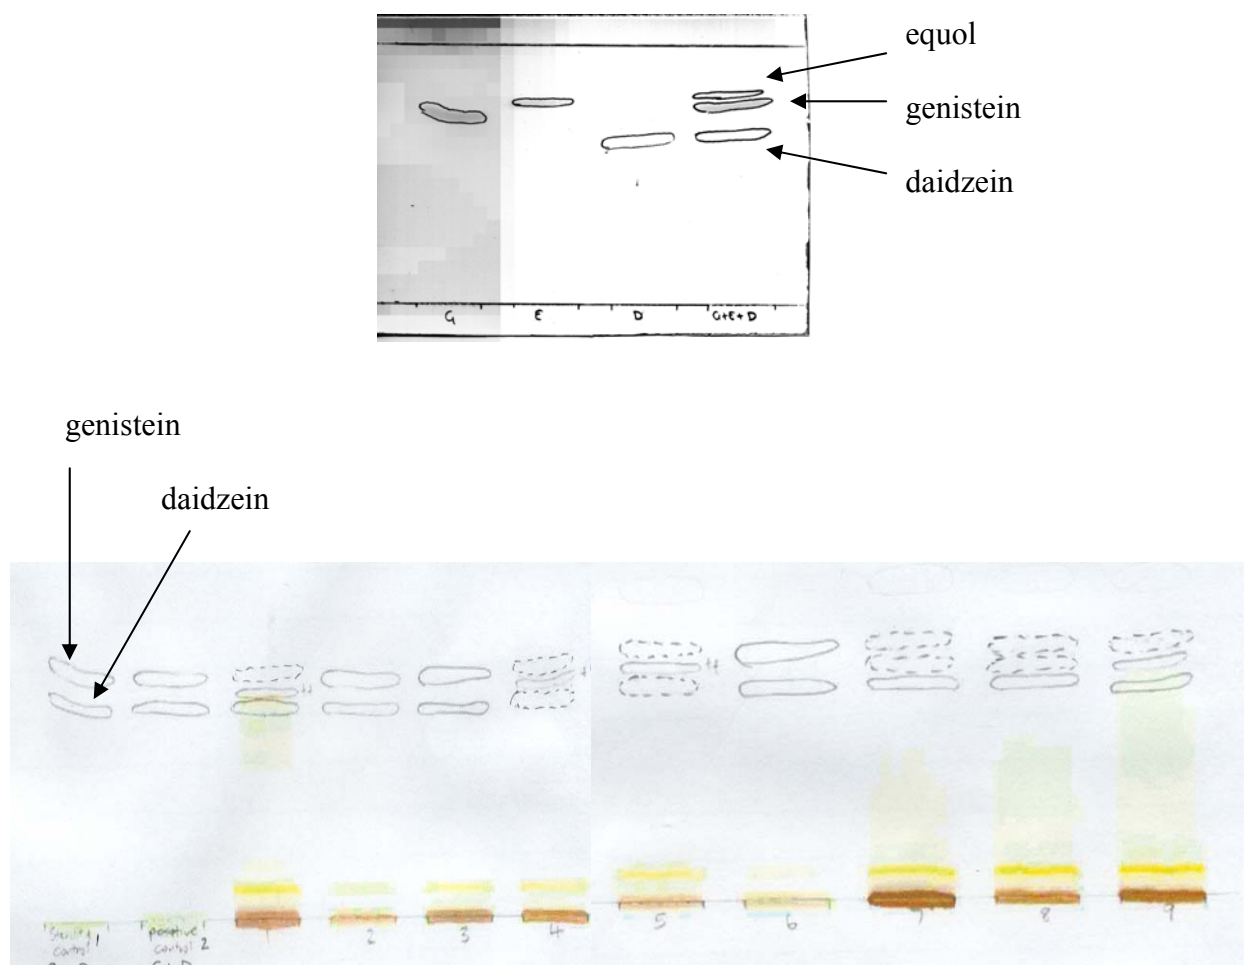 equol
genistein
daidzein
G E D G+E+D
genistein
daidzein
sterility control 1
positive control 2
1 2 3 4 5 6 7 8 9
G + D